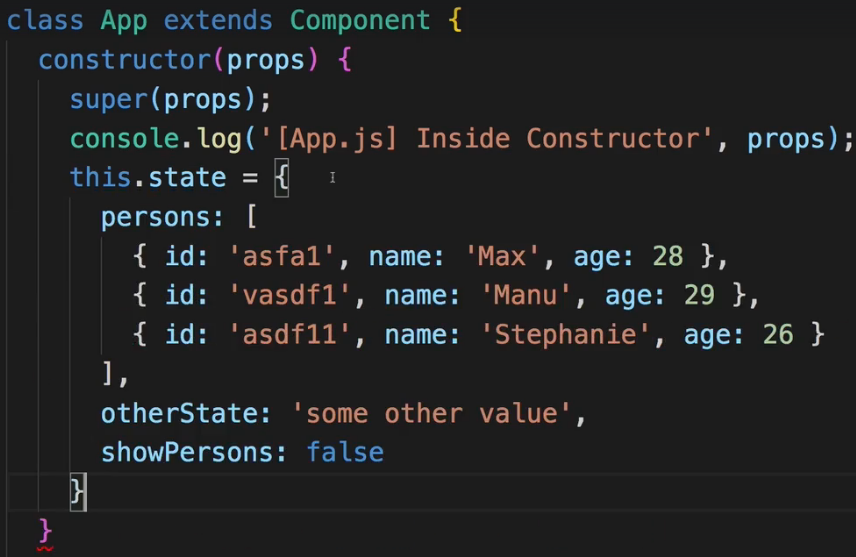 class App extends Component {
constructor(props) {
super(props);
console.log('[App.js] Inside Constructor', props);
this.state = {
persons: [
{ id: 'asfa1', name: 'Max', age: 28 },
{ id: 'vasdf1', name: 'Manu', age: 29 },
{ id: 'asdf11', name: 'Stephanie', age: 26 }
],
otherState: 'some other value',
showPersons: false
}
}